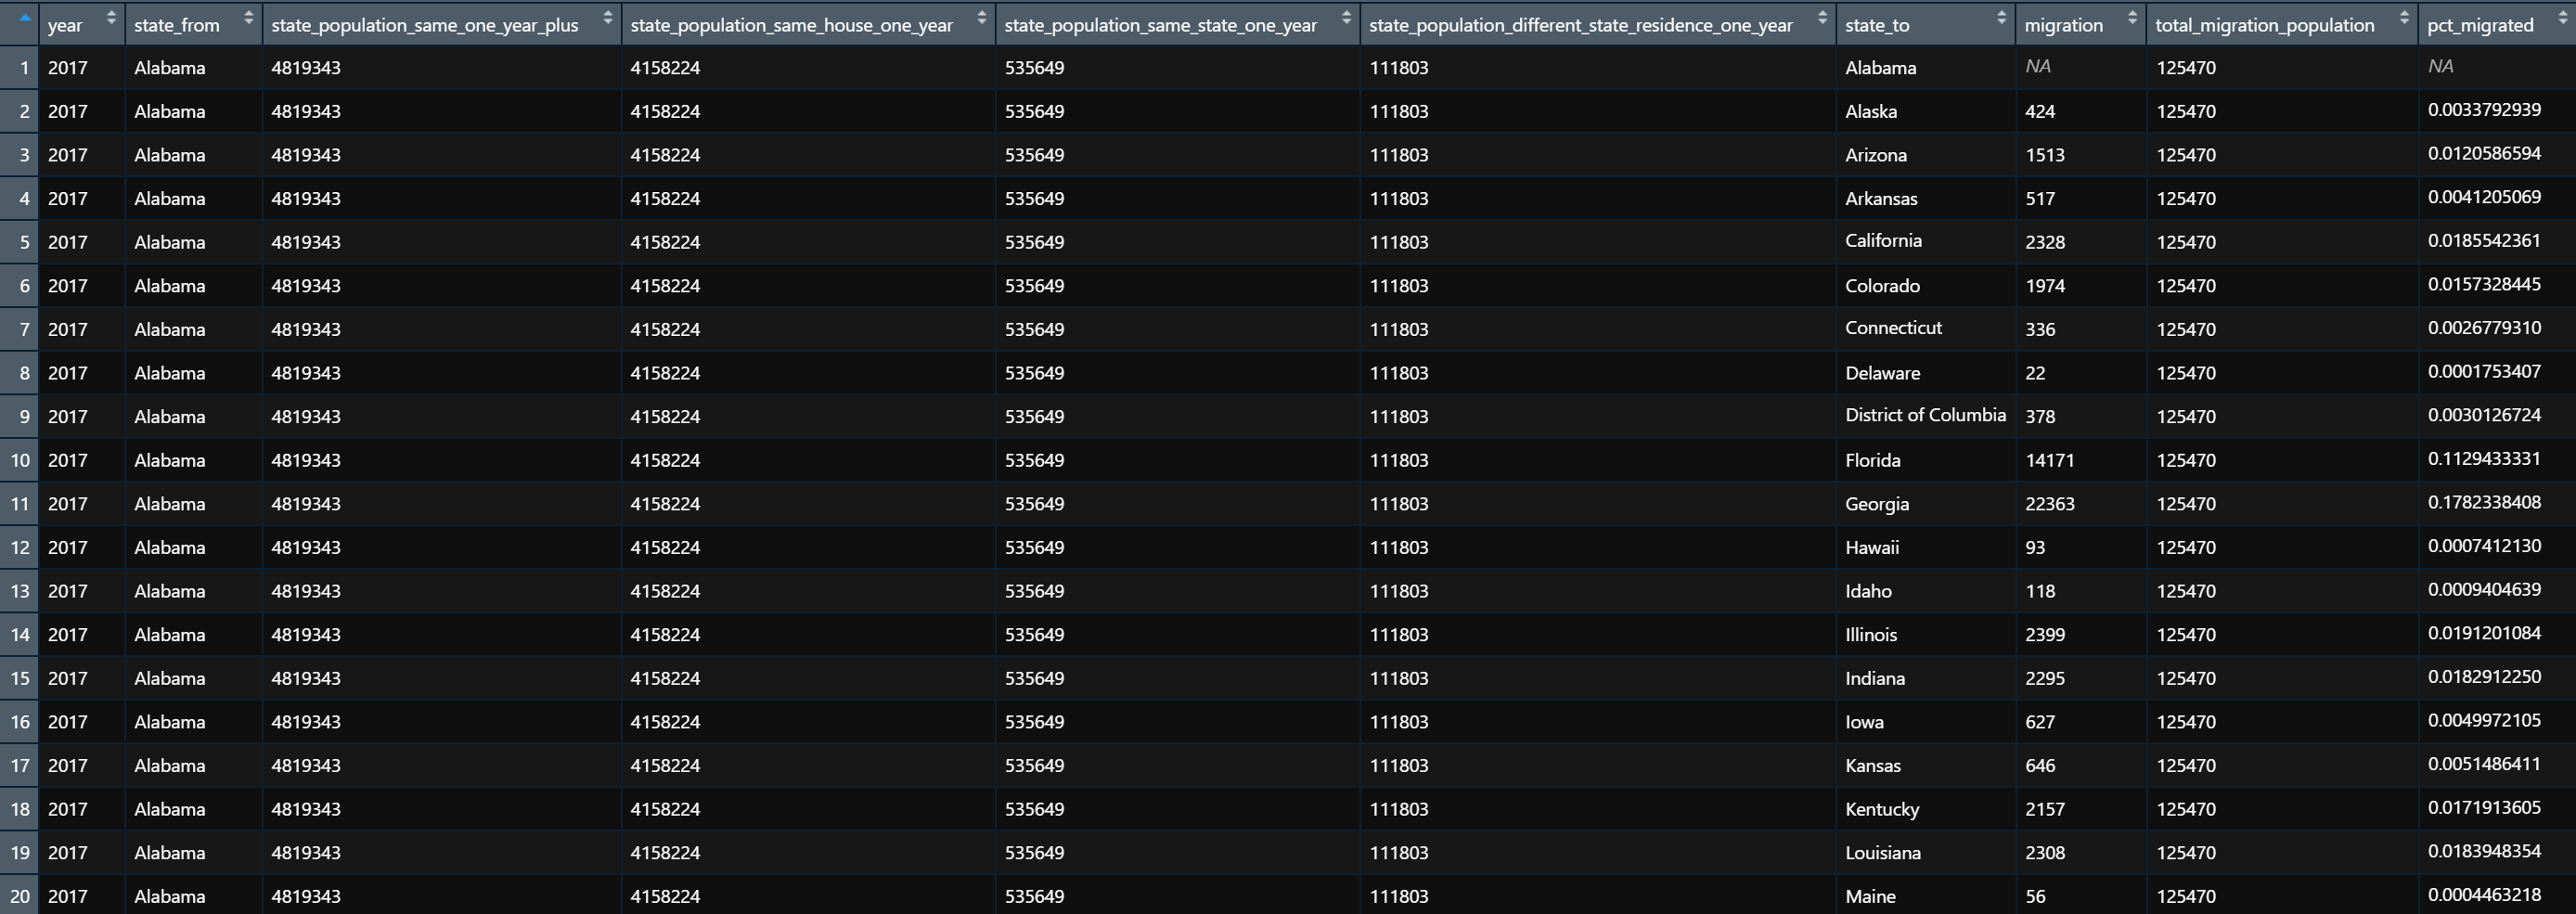 year state_from state_population_same_one_year_plus state_population_same_house_one_year state_population_same_state_one_year state_population_different_state_residence_one_year state_to migration total_migration_population pct_migrated
1 2017 Alabama 4819343 4158224 535649 111803 Alabama NA 125470 NA
2 2017 Alabama 4819343 4158224 535649 111803 Alaska 424 125470 0.0033792939
3 2017 Alabama 4819343 4158224 535649 111803 Arizona 1513 125470 0.0120586594
4 2017 Alabama 4819343 4158224 535649 111803 Arkansas 517 125470 0.0041205069
5 2017 Alabama 4819343 4158224 535649 111803 California 2328 125470 0.0185542361
6 2017 Alabama 4819343 4158224 535649 111803 Colorado 1974 125470 0.0157328445
7 2017 Alabama 4819343 4158224 535649 111803 Connecticut 336 125470 0.0026779310
8 2017 Alabama 4819343 4158224 535649 111803 Delaware 22 125470 0.0001753407
9 2017 Alabama 4819343 4158224 535649 111803 District of Columbia 378 125470 0.0030126724
10 2017 Alabama 4819343 4158224 535649 111803 Florida 14171 125470 0.1129433331
11 2017 Alabama 4819343 4158224 535649 111803 Georgia 22363 125470 0.1782338408
12 2017 Alabama 4819343 4158224 535649 111803 Hawaii 93 125470 0.0007412130
13 2017 Alabama 4819343 4158224 535649 111803 Idaho 118 125470 0.0009404639
14 2017 Alabama 4819343 4158224 535649 111803 Illinois 2399 125470 0.0191201084
15 2017 Alabama 4819343 4158224 535649 111803 Indiana 2295 125470 0.0182912250
16 2017 Alabama 4819343 4158224 535649 111803 Iowa 627 125470 0.0049972105
17 2017 Alabama 4819343 4158224 535649 111803 Kansas 646 125470 0.0051486411
18 2017 Alabama 4819343 4158224 535649 111803 Kentucky 2157 125470 0.0171913605
19 2017 Alabama 4819343 4158224 535649 111803 Louisiana 2308 125470 0.0183948354
20 2017 Alabama 4819343 4158224 535649 111803 Maine 56 125470 0.0004463218